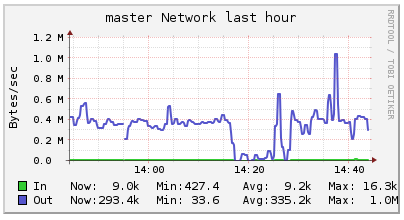 master Network last hour
RRDTOOL / TOBI OETIKER
Bytes/sec
1.2 M
1.0 M
0.8 M
0.6 M
0.4 M
0.2 M
0.0
14:00 14:20 14:40
In Now: 9.0k Min:427.4 Avg: 9.2k Max: 16.3k
Out Now:293.4k Min: 33.6 Avg:335.2k Max: 1.0M